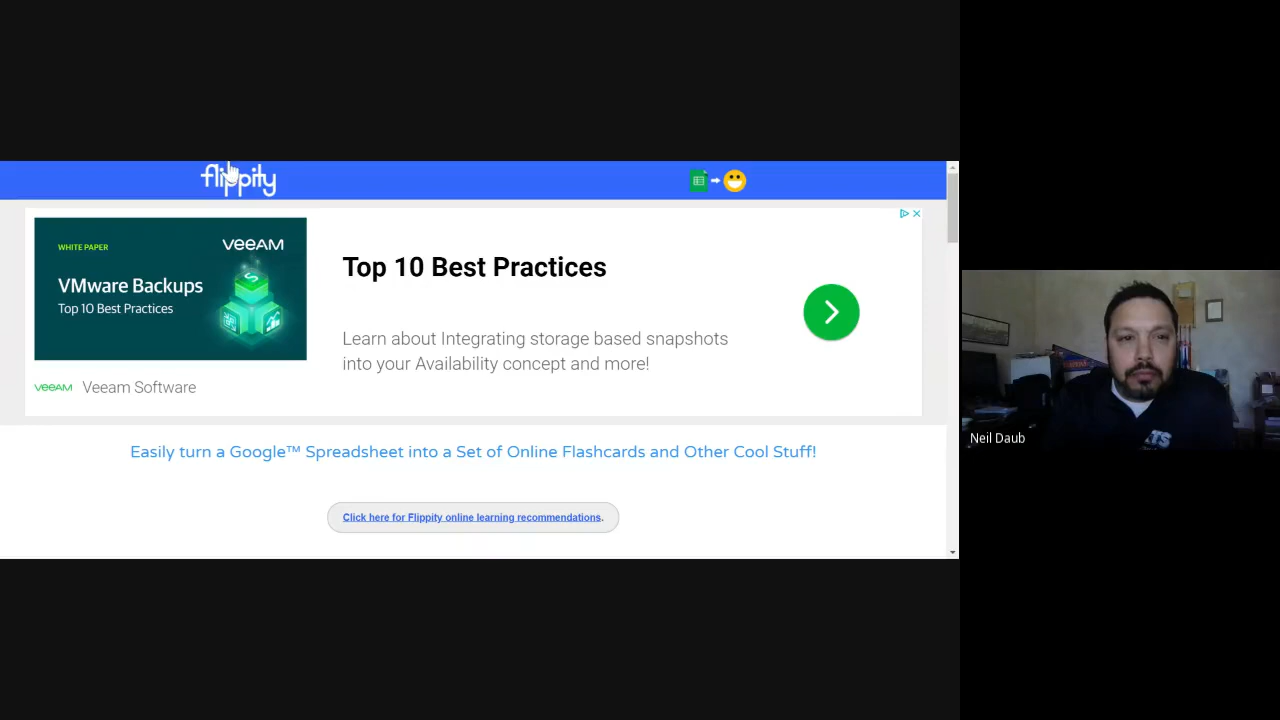 flippity
WHITE PAPER
veeAM
VMware Backups
Top 10 Best Practices
veeAM
Veeam Software
Top 10 Best Practices
Learn about Integrating storage based snapshots
into your Availability concept and more!
Easily turn a Google™ Spreadsheet into a Set of Online Flashcards and Other Cool Stuff!
Click here for Flippity online learning recommendations.
Neil Daub